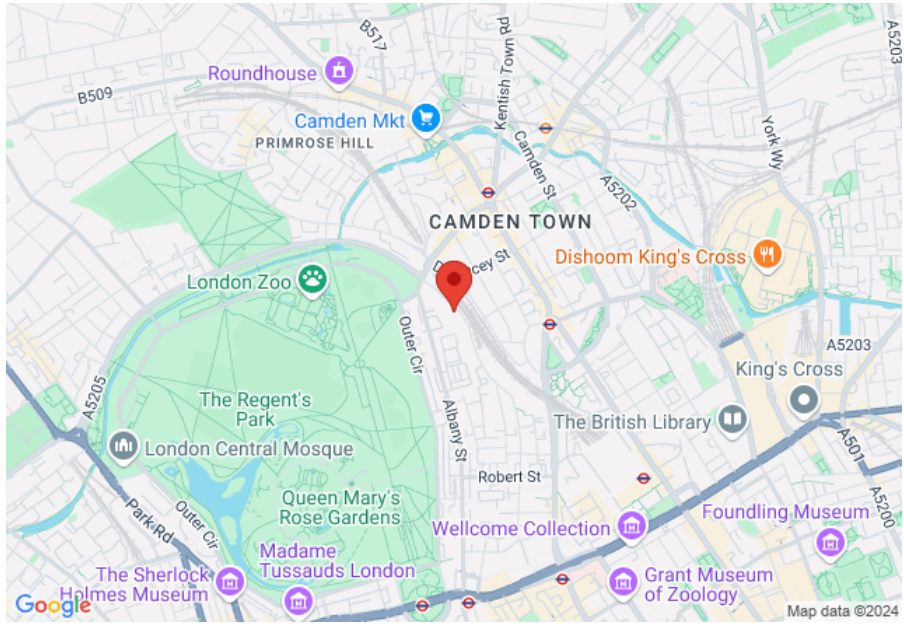 B517
A5203
Roundhouse
Kentish Town Rd
B509
Camden Mkt
York Wy
PRIMROSE HILL
Camden St
A5202
CAMDEN TOWN
cey St
Dishoom King's Cross
London Zoo
Outer Cir
A5203
King's Cross
A5205
The Regent's
Park
Albany St
The British Library
London Central Mosque
A501
Robert St
Park Rd
Outer Cir
Queen Mary's
Rose Gardens
A5200
Wellcome Collection
Foundling Museum
Madame
Tussauds London
The Sherlock
Holmes Museum
Grant Museum
of Zoology
Google
Map data ©2024